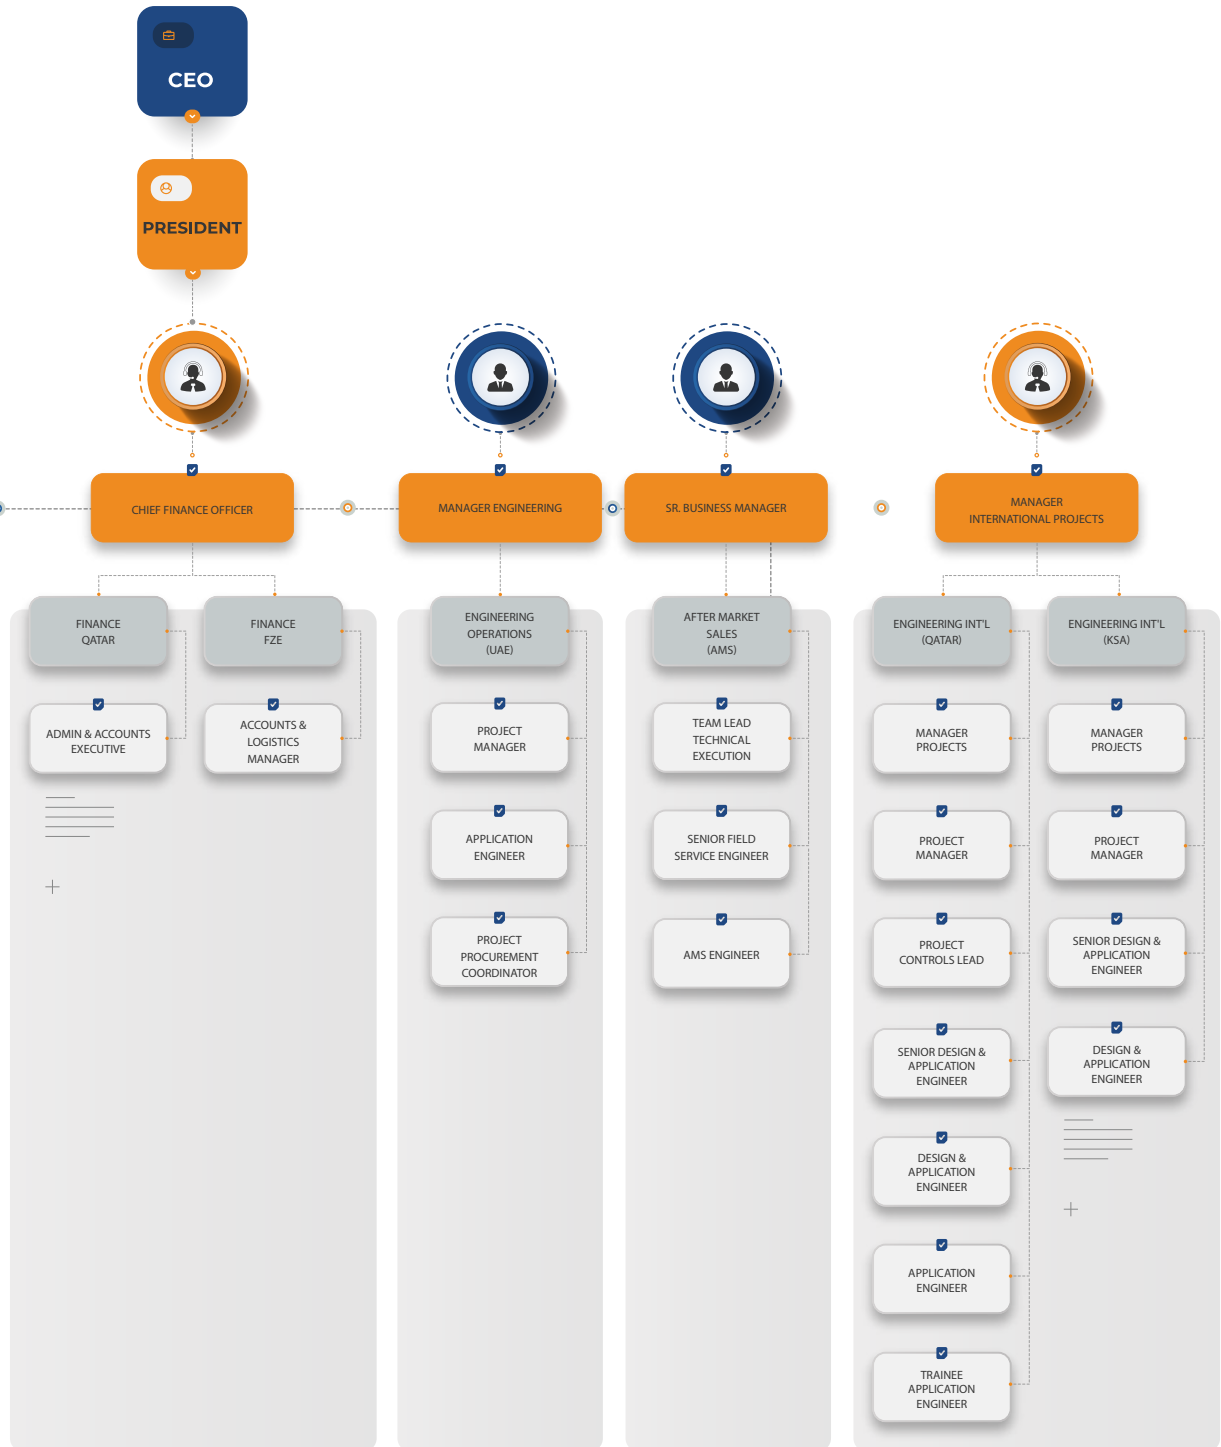 CEO
PRESIDENT
CHIEF FINANCE OFFICER
MANAGER ENGINEERING
SR. BUSINESS MANAGER
MANAGER
INTERNATIONAL PROJECTS
FINANCE
QATAR
ADMIN & ACCOUNTS
EXECUTIVE
FINANCE
FZE
ACCOUNTS &
LOGISTICS
MANAGER
ENGINEERING
OPERATIONS
(UAE)
PROJECT
MANAGER
APPLICATION
ENGINEER
PROJECT
PROCUREMENT
COORDINATOR
AFTER MARKET
SALES
(AMS)
TEAM LEAD
TECHNICAL
EXECUTION
SENIOR FIELD
SERVICE ENGINEER
AMS ENGINEER
ENGINEERING INT'L
(QATAR)
MANAGER
PROJECTS
PROJECT
MANAGER
PROJECT
CONTROLS LEAD
SENIOR DESIGN &
APPLICATION
ENGINEER
DESIGN &
APPLICATION
ENGINEER
APPLICATION
ENGINEER
TRAINEE
APPLICATION
ENGINEER
ENGINEERING INT'L
(KSA)
MANAGER
PROJECTS
PROJECT
MANAGER
SENIOR DESIGN &
APPLICATION
ENGINEER
DESIGN &
APPLICATION
ENGINEER